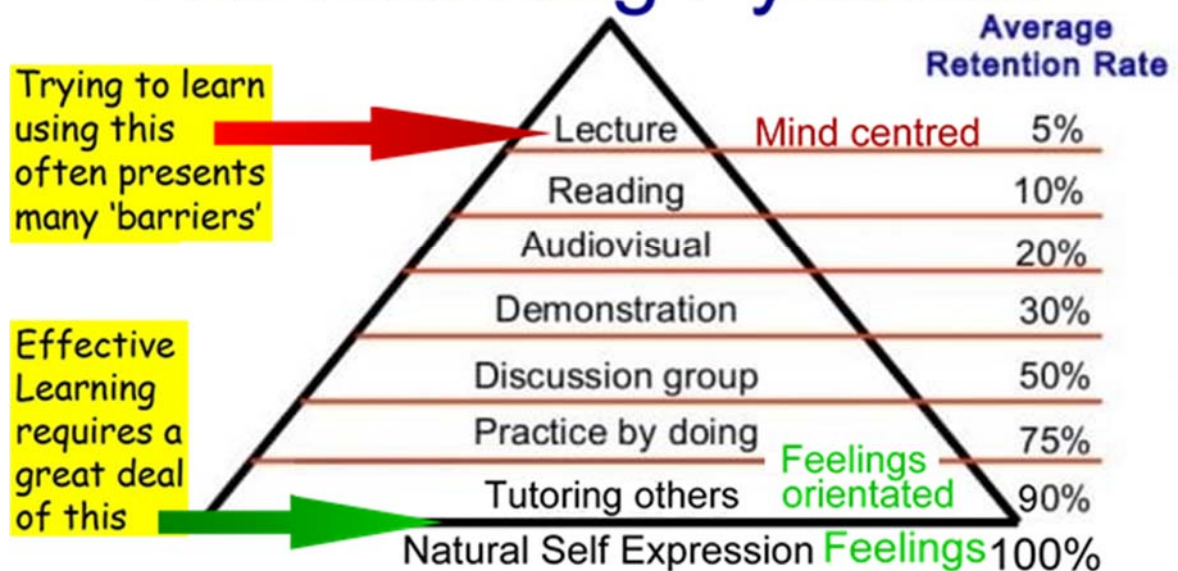 Average
Retention Rate
Trying to learn
using this
often presents
many ‘barriers’
Lecture Mind centred 5%
Reading 10%
Audiovisual 20%
Demonstration 30%
Effective
Learning
requires a
great deal
of this
Discussion group 50%
Practice by doing 75%
Tutoring others Feelings
orientated 90%
Natural Self Expression Feelings 100%